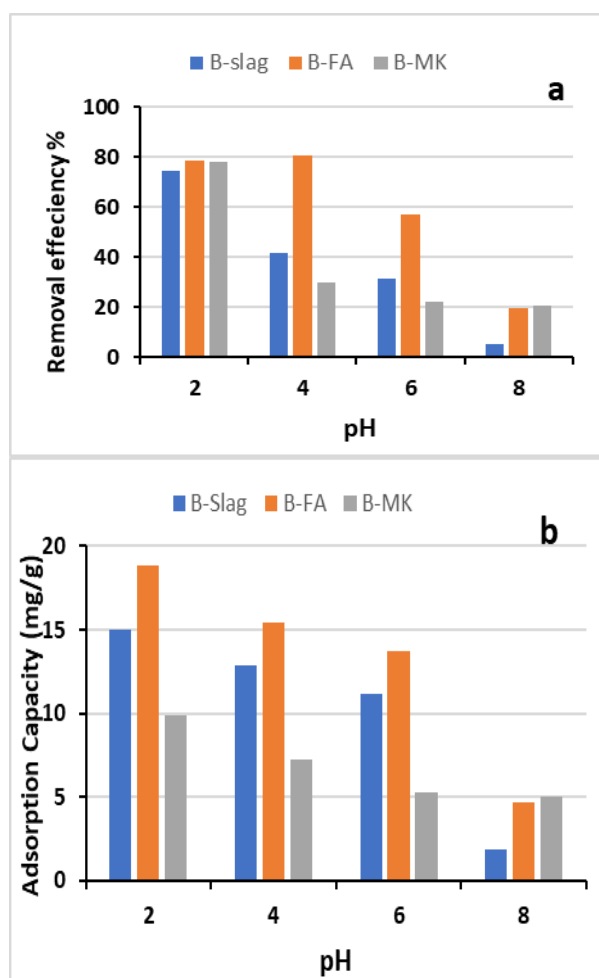 B-slag B-FA B-MK
a
100
80
60
40
20
0
Removal effeciency %
2 4 6 8
pH
B-Slag B-FA B-MK
b
20
15
10
5
0
Adsorption Capacity (mg/g)
2 4 6 8
pH